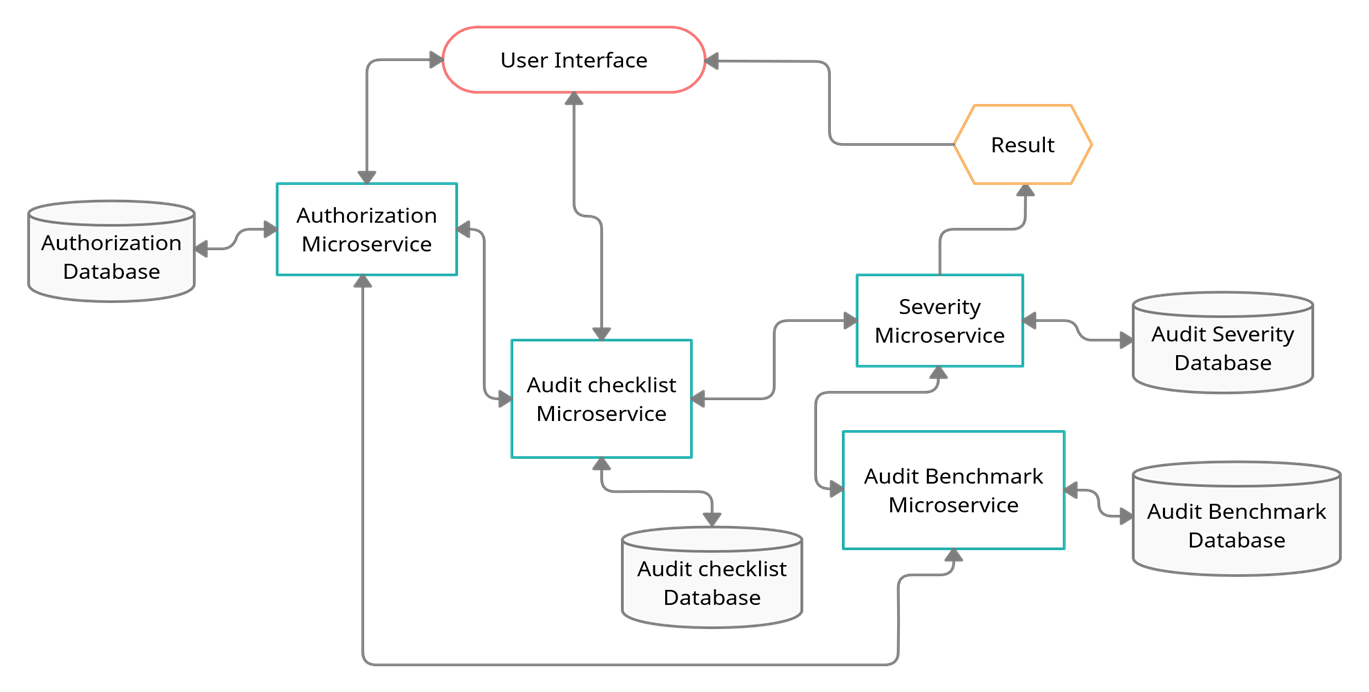 User Interface
Result
Authorization
Microservice
Authorization
Database
Severity
Microservice
Audit Severity
Database
Audit checklist
Microservice
Audit Benchmark
Microservice
Audit Benchmark
Database
Audit checklist
Database